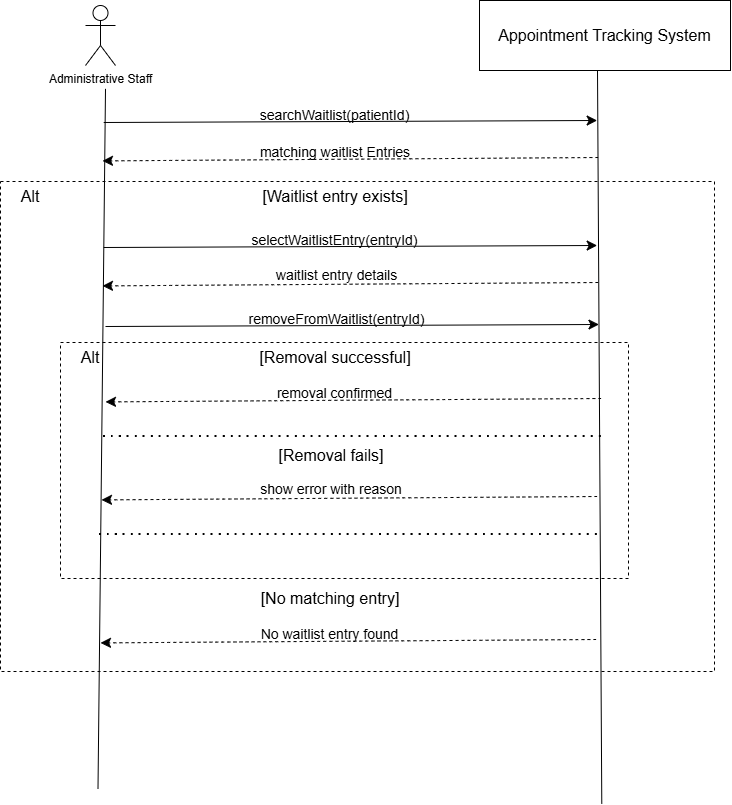 Appointment Tracking System
Administrative Staff
searchWaitlist(patientId)
matching waitlist Entries
Alt
[Waitlist entry exists]
selectWaitlistEntry(entryId)
waitlist entry details
removeFromWaitlist(entryId)
Alt
[Removal successful]
removal confirmed
[Removal fails]
show error with reason
[No matching entry]
No waitlist entry found